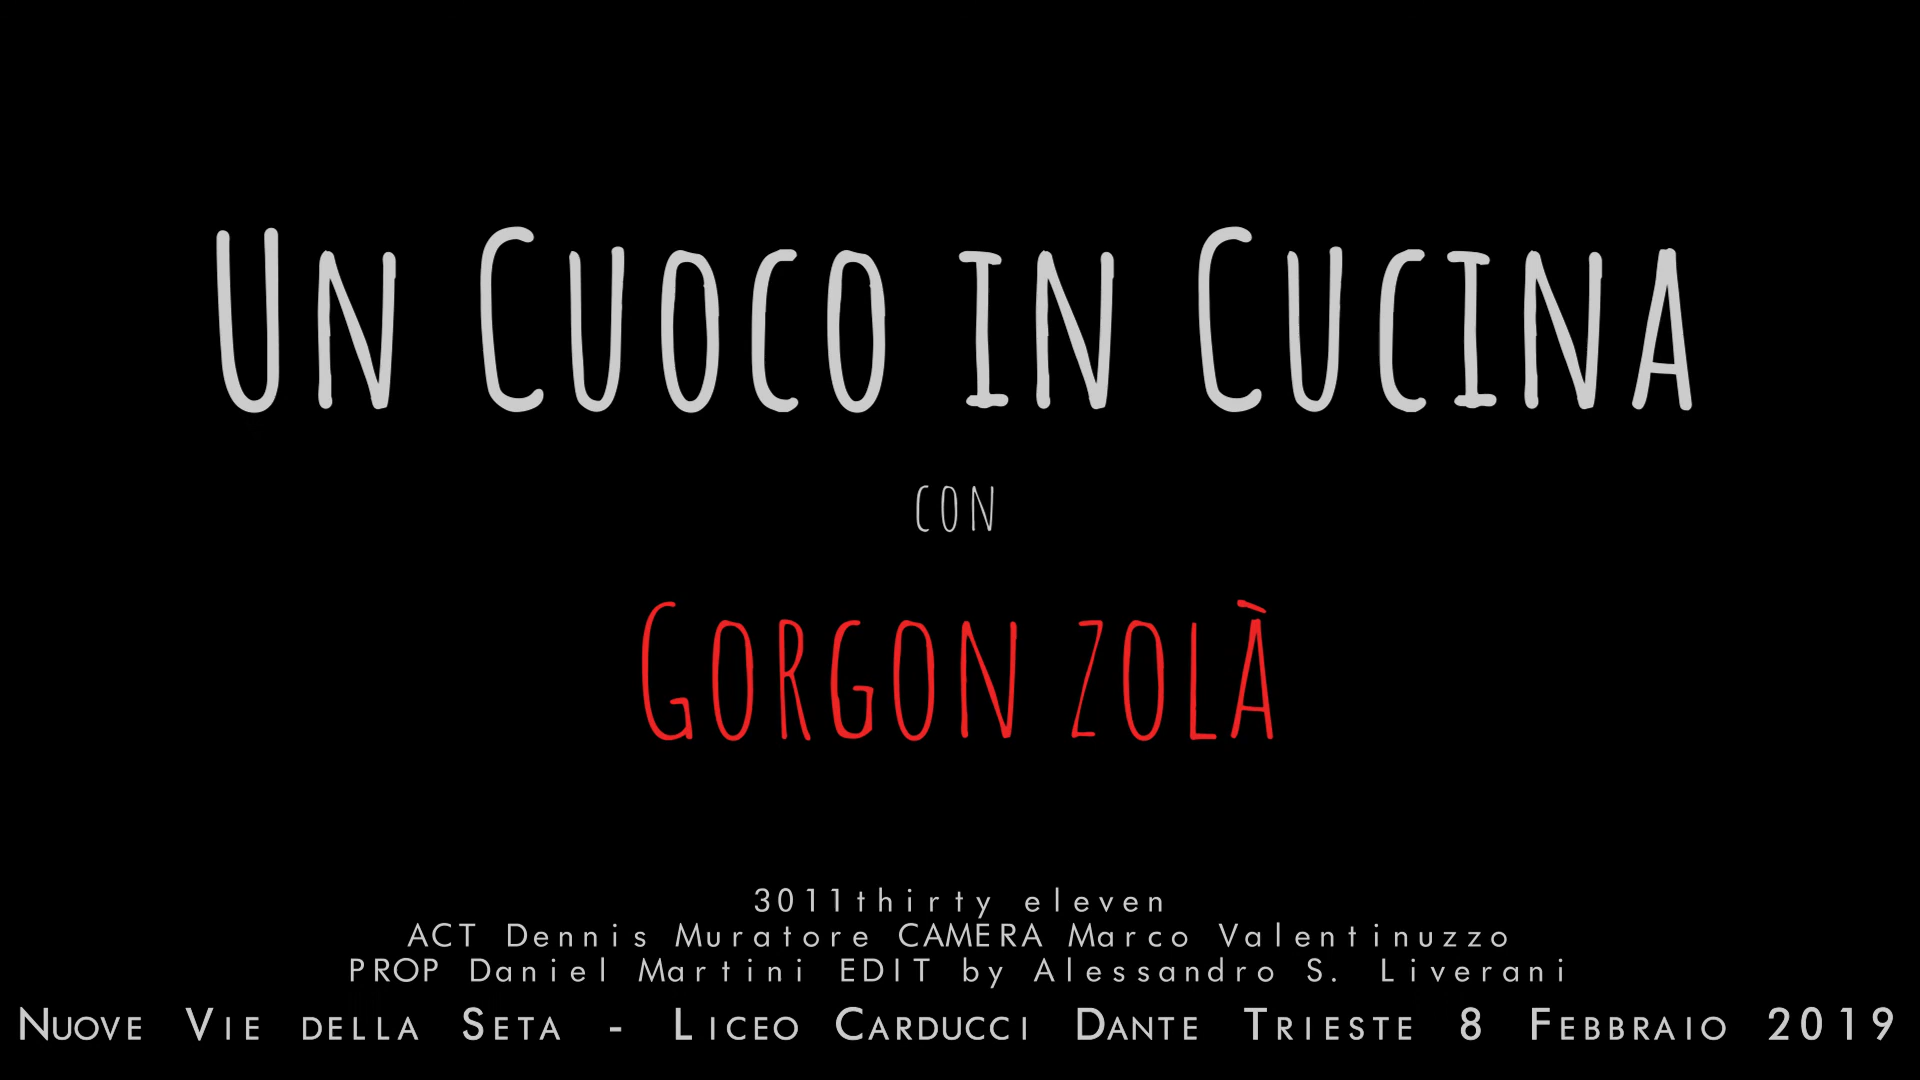 Un Cuoco in Cucina
con
Gorgon zolà
3011thirty eleven
ACT Dennis Muratore CAMERA Marco Valentinuzzo
PROP Daniel Martini EDIT by Alessandro S. Liverani
Nuove Vie della Seta - Liceo Carducci Dante Trieste 8 Febbraio 2019